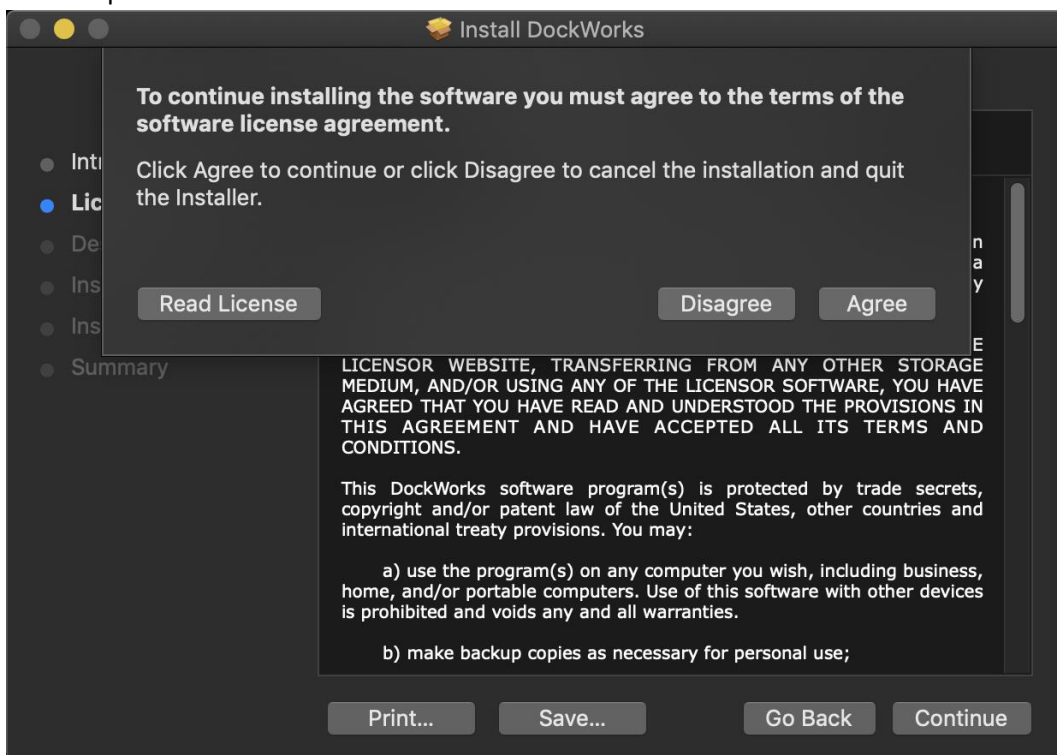 Install DockWorks
To continue installing the software you must agree to the terms of the
software license agreement.
Click Agree to continue or click Disagree to cancel the installation and quit
the Installer.
Read License
Disagree
Agree
Summary
LICENSOR WEBSITE, TRANSFERRING FROM ANY OTHER STORAGE
MEDIUM, AND/OR USING ANY OF THE LICENSOR SOFTWARE, YOU HAVE
AGREED THAT YOU HAVE READ AND UNDERSTOOD THE PROVISIONS IN
THIS AGREEMENT AND HAVE ACCEPTED ALL ITS TERMS AND
CONDITIONS.
This DockWorks software program(s) is protected by trade secrets,
copyright and/or patent law of the United States, other countries and
international treaty provisions. You may:
a) use the program(s) on any computer you wish, including business,
home, and/or portable computers. Use of this software with other devices
is prohibited and voids any and all warranties.
b) make backup copies as necessary for personal use;
Print...
Save...
Go Back
Continue